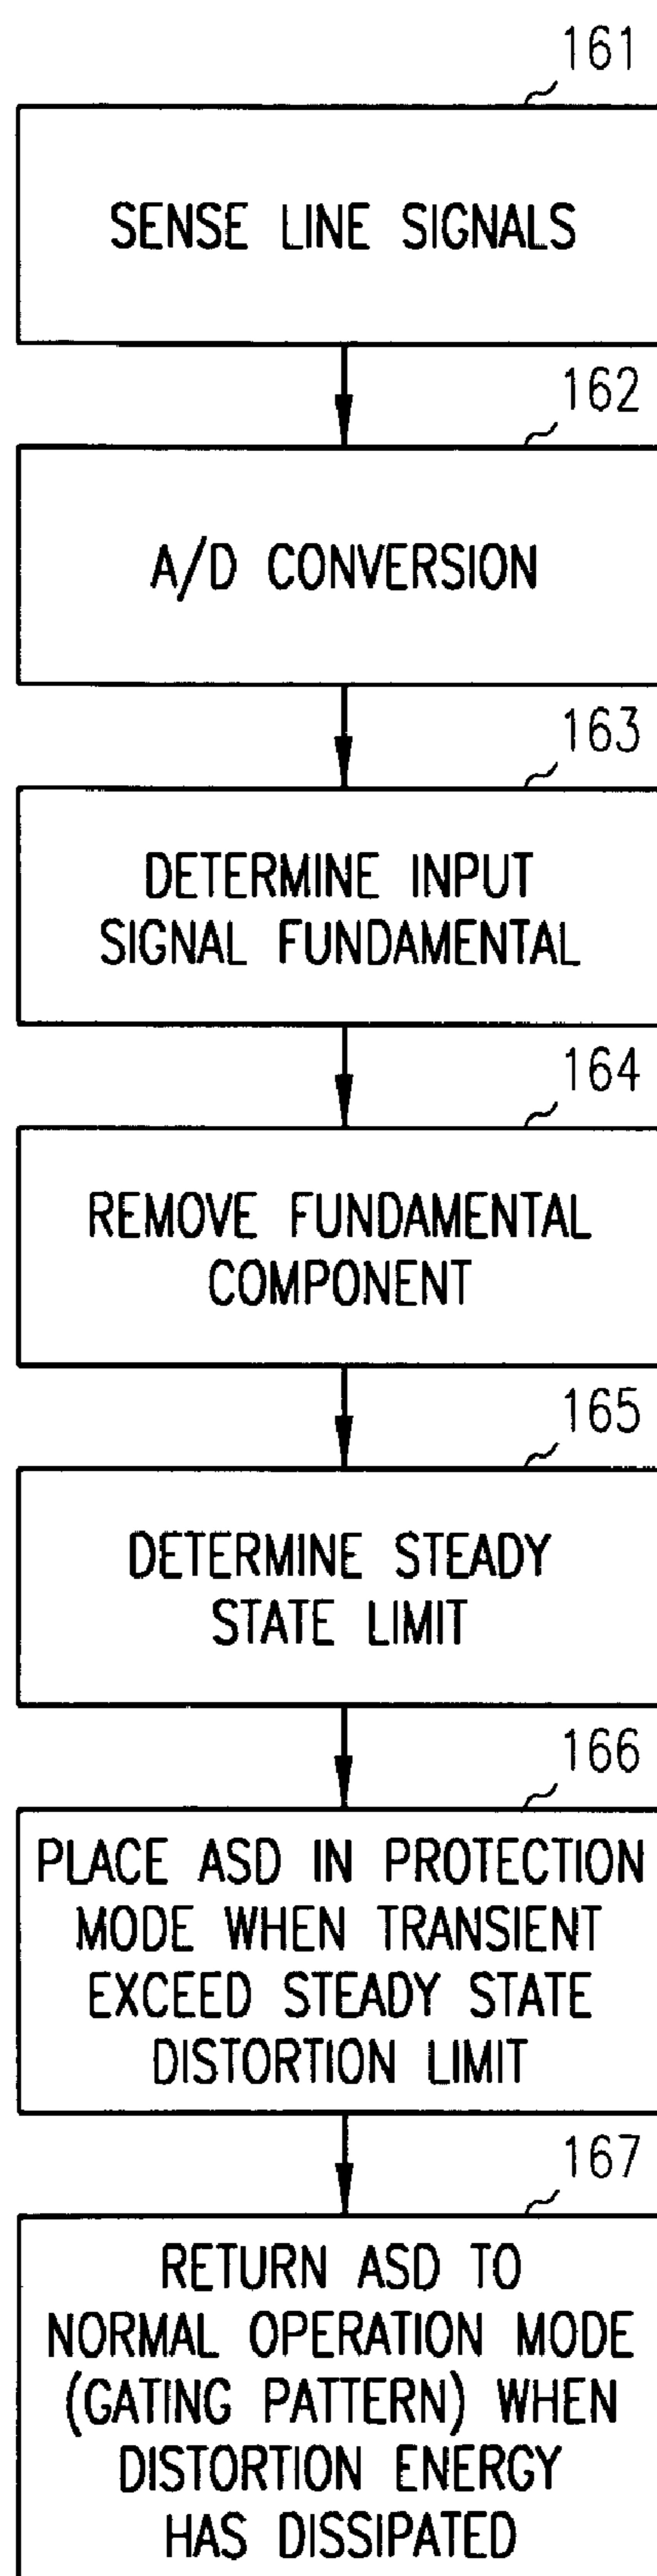 161
SENSE LINE SIGNALS
162
A/D CONVERSION
163
DETERMINE INPUT
SIGNAL FUNDAMENTAL
164
REMOVE FUNDAMENTAL
COMPONENT
165
DETERMINE STEADY
STATE LIMIT
166
PLACE ASD IN PROTECTION
MODE WHEN TRANSIENT
EXCEED STEADY STATE
DISTORTION LIMIT
167
RETURN ASD TO
NORMAL OPERATION MODE
(GATING PATTERN) WHEN
DISTORTION ENERGY
HAS DISSIPATED